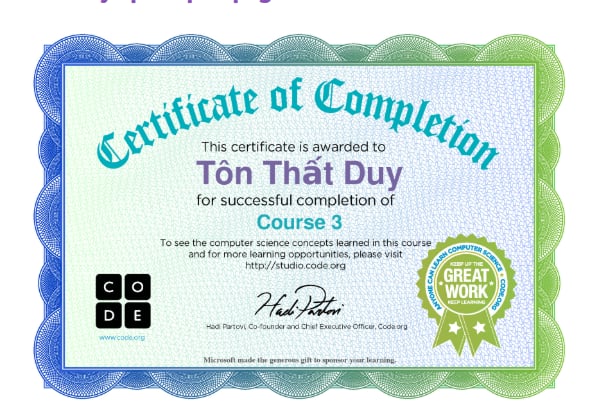 Certificate of Completion
This certificate is awarded to
Tôn Thất Duy
for successful completion of
Course 3
To see the computer science concepts learned in this course
and for more learning opportunities, please visit
http://studio.code.org
ANYONE CAN LEARN COMPUTER SCIENCE • CODE.ORG •
KEEP UP THE
GREAT
WORK
KEEP LEARNING
C O
D E
www.code.org
Hadi Partovi
Hadi Partovi, Co-founder and Chief Executive Officer, Code.org
Microsoft made the generous gift to sponsor your learning.